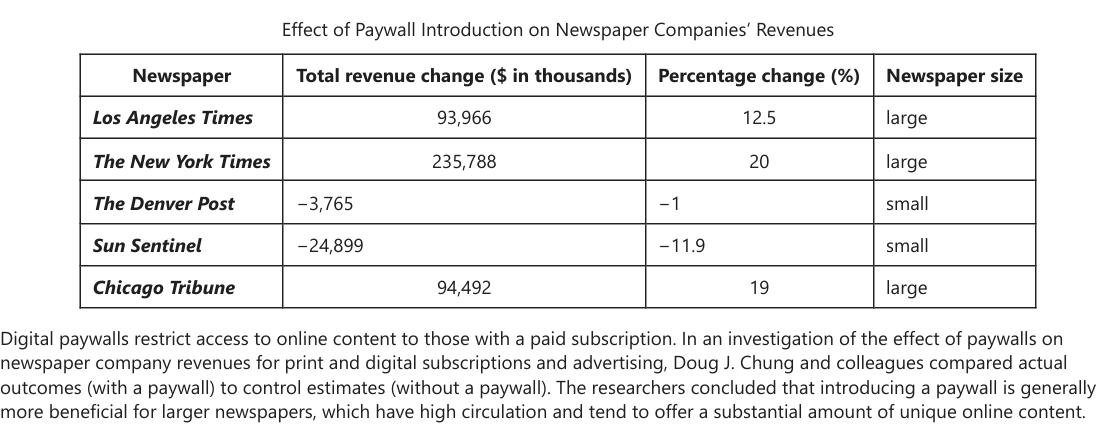 Effect of Paywall Introduction on Newspaper Companies’ Revenues
Newspaper Total revenue change ($ in thousands) Percentage change (%) Newspaper size
Los Angeles Times 93,966 12.5 large
The New York Times 235,788 20 large
The Denver Post −3,765 −1 small
Sun Sentinel −24,899 −11.9 small
Chicago Tribune 94,492 19 large
Digital paywalls restrict access to online content to those with a paid subscription. In an investigation of the effect of paywalls on
newspaper company revenues for print and digital subscriptions and advertising, Doug J. Chung and colleagues compared actual
outcomes (with a paywall) to control estimates (without a paywall). The researchers concluded that introducing a paywall is generally
more beneficial for larger newspapers, which have high circulation and tend to offer a substantial amount of unique online content.